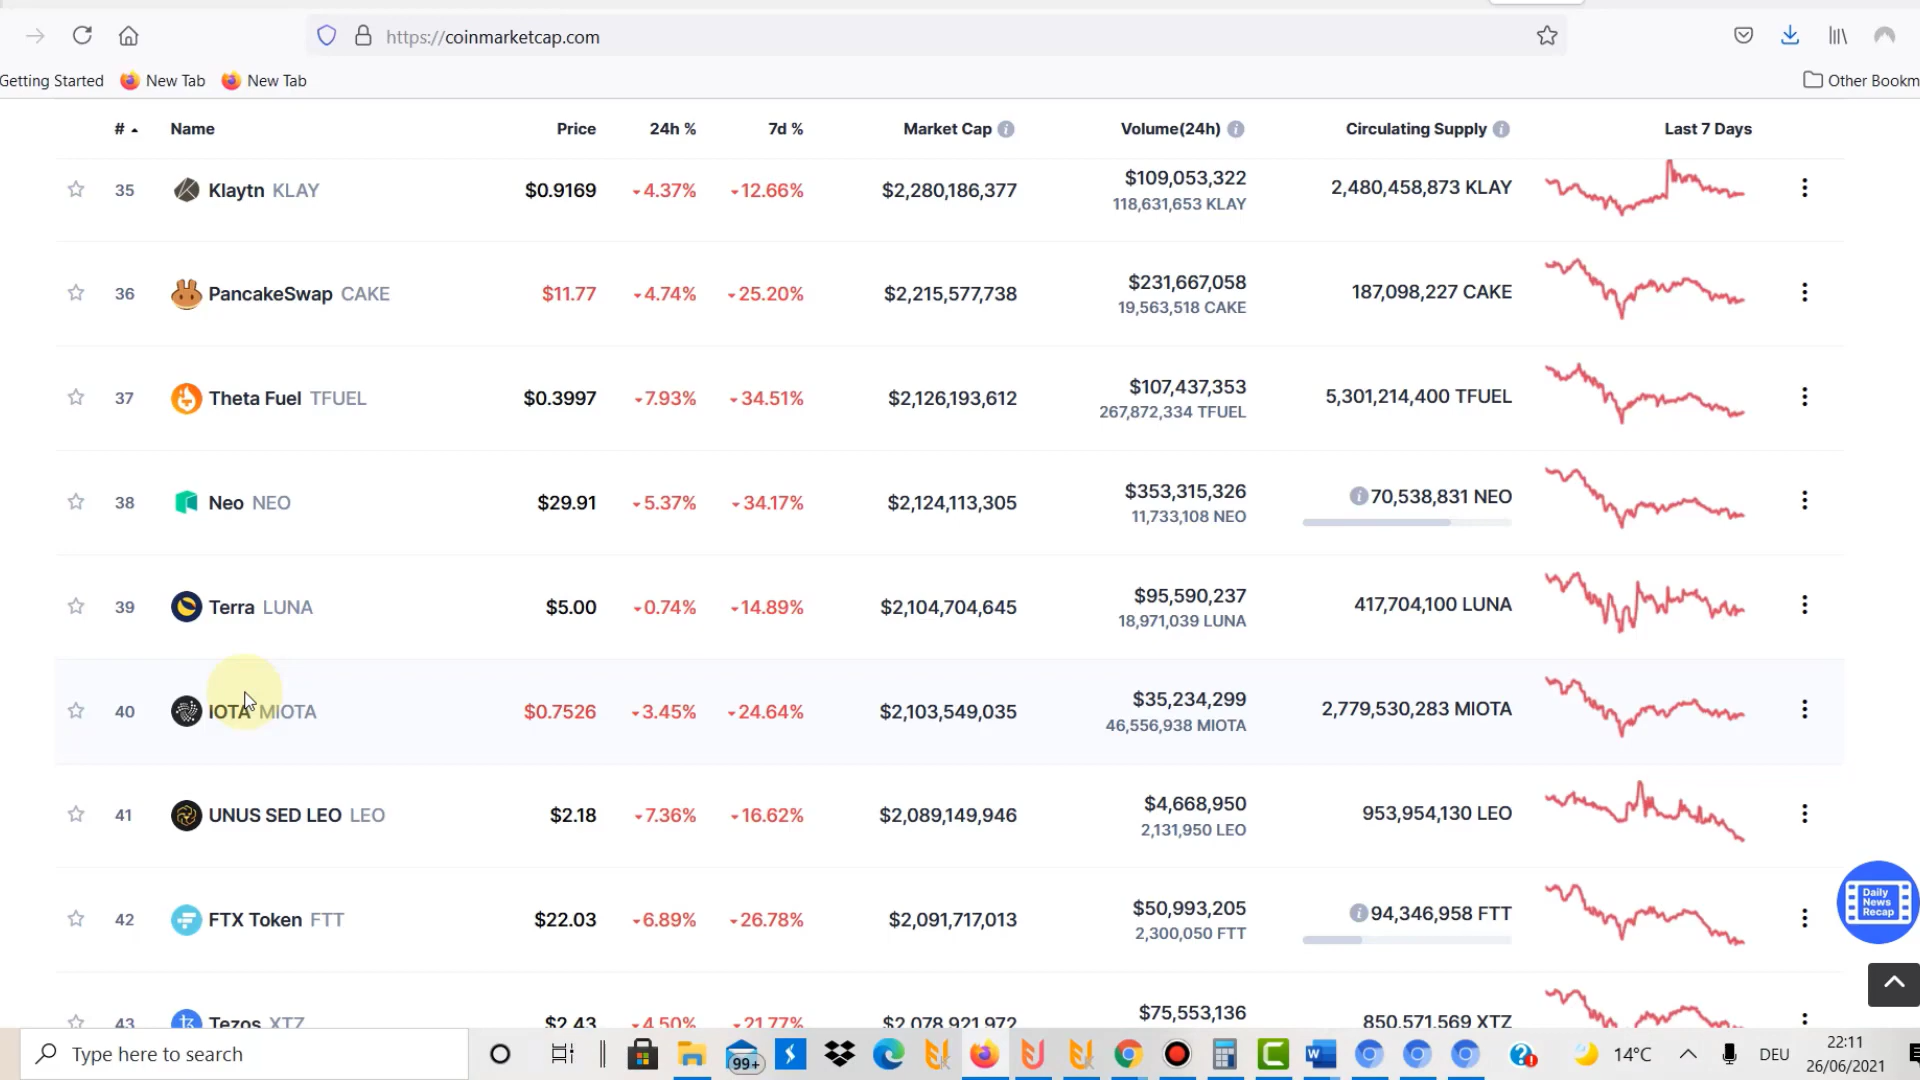 https://coinmarketcap.com
Getting Started New Tab New Tab Other Bookm
# Name Price 24h % 7d % Market Cap Volume(24h) Circulating Supply Last 7 Days
35 Klaytn KLAY $0.9169 4.37% 12.66% $2,280,186,377 $109,053,322 2,480,458,873 KLAY
118,631,653 KLAY
36 PancakeSwap CAKE $11.77 4.74% 25.20% $2,215,577,738 $231,667,058 187,098,227 CAKE
19,563,518 CAKE
37 Theta Fuel TFUEL $0.3997 7.93% 34.51% $2,126,193,612 $107,437,353 5,301,214,400 TFUEL
267,872,334 TFUEL
38 Neo NEO $29.91 5.37% 34.17% $2,124,113,305 $353,315,326 70,538,831 NEO
11,733,108 NEO
39 Terra LUNA $5.00 0.74% 14.89% $2,104,704,645 $95,590,237 417,704,100 LUNA
18,971,039 LUNA
40 IOTA MIOTA $0.7526 3.45% 24.64% $2,103,549,035 $35,234,299 2,779,530,283 MIOTA
46,556,938 MIOTA
41 UNUS SED LEO LEO $2.18 7.36% 16.62% $2,089,149,946 $4,668,950 953,954,130 LEO
2,131,950 LEO
42 FTX Token FTT $22.03 6.89% 26.78% $2,091,717,013 $50,993,205 94,346,958 FTT
2,300,050 FTT
Daily
News
Recap
43 Tezos XTZ $2.43 4.50% 21.77% $2,078,921,972 $75,553,136 850,571,569 XTZ
Type here to search 99+ 14°C DEU 22:11
26/06/2021